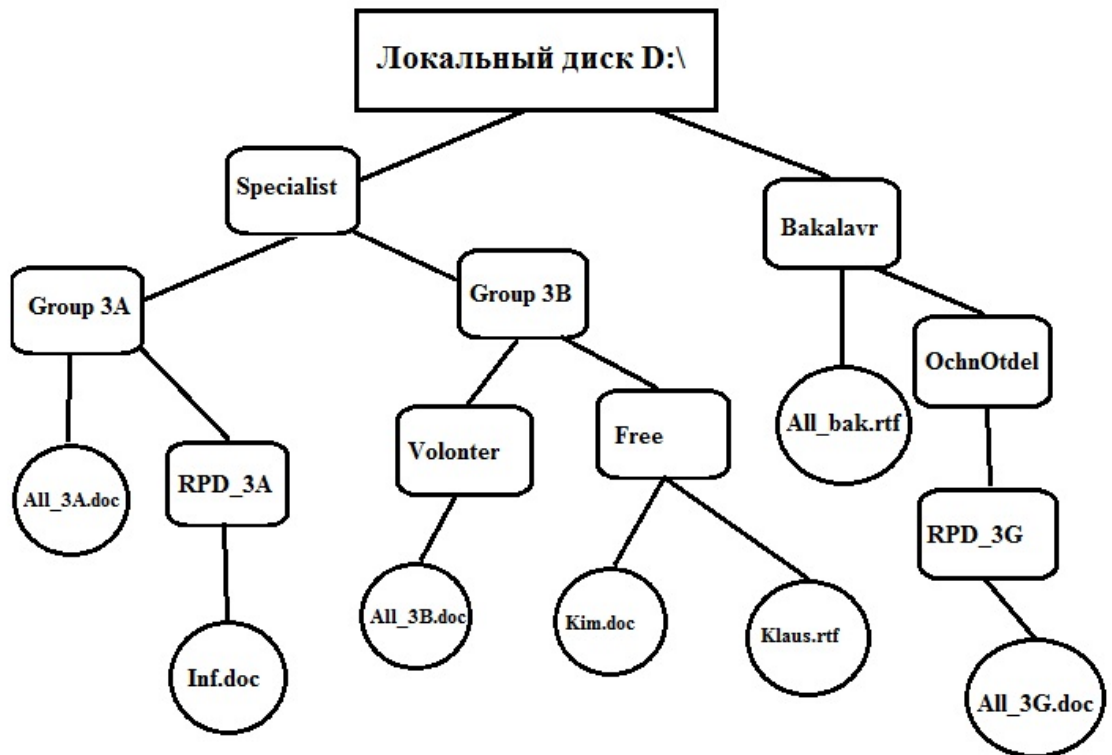 Локальный диск D:\
Specialist
Bakalavr
Group 3A
Group 3B
OchnOtdel
All_bak.rtf
Volonter
Free
All_3A.doc
RPD_3A
RPD_3G
All_3B.doc
Kim.doc
Klaus.rtf
Inf.doc
All_3G.doc